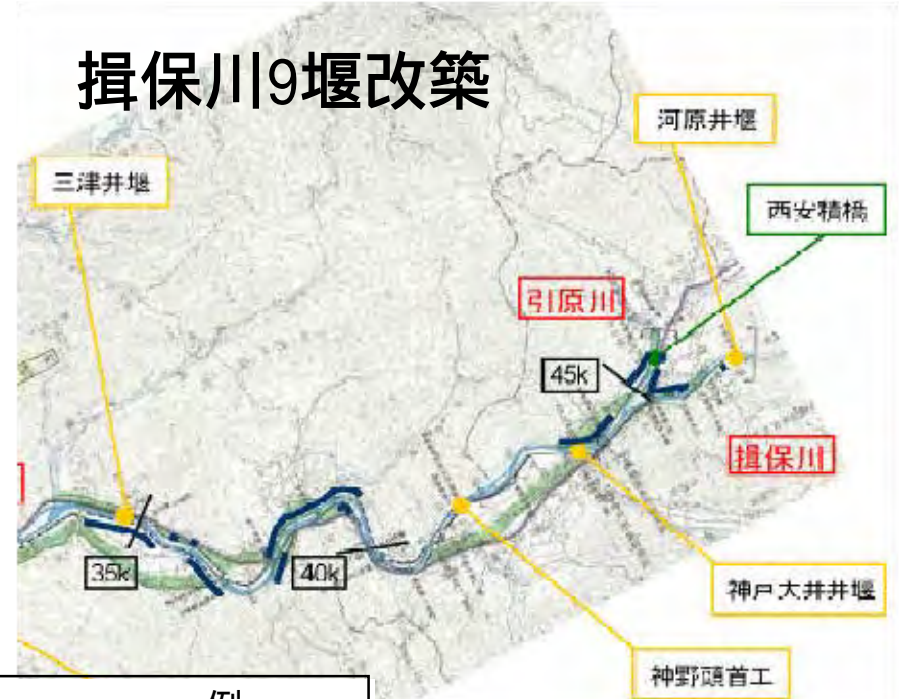 揖保川9堰改築
河原井堰
三津井堰
西安積橋
引原川
45k
揖保川
35k
40k
神戸大井井堰
神野頭首工
例